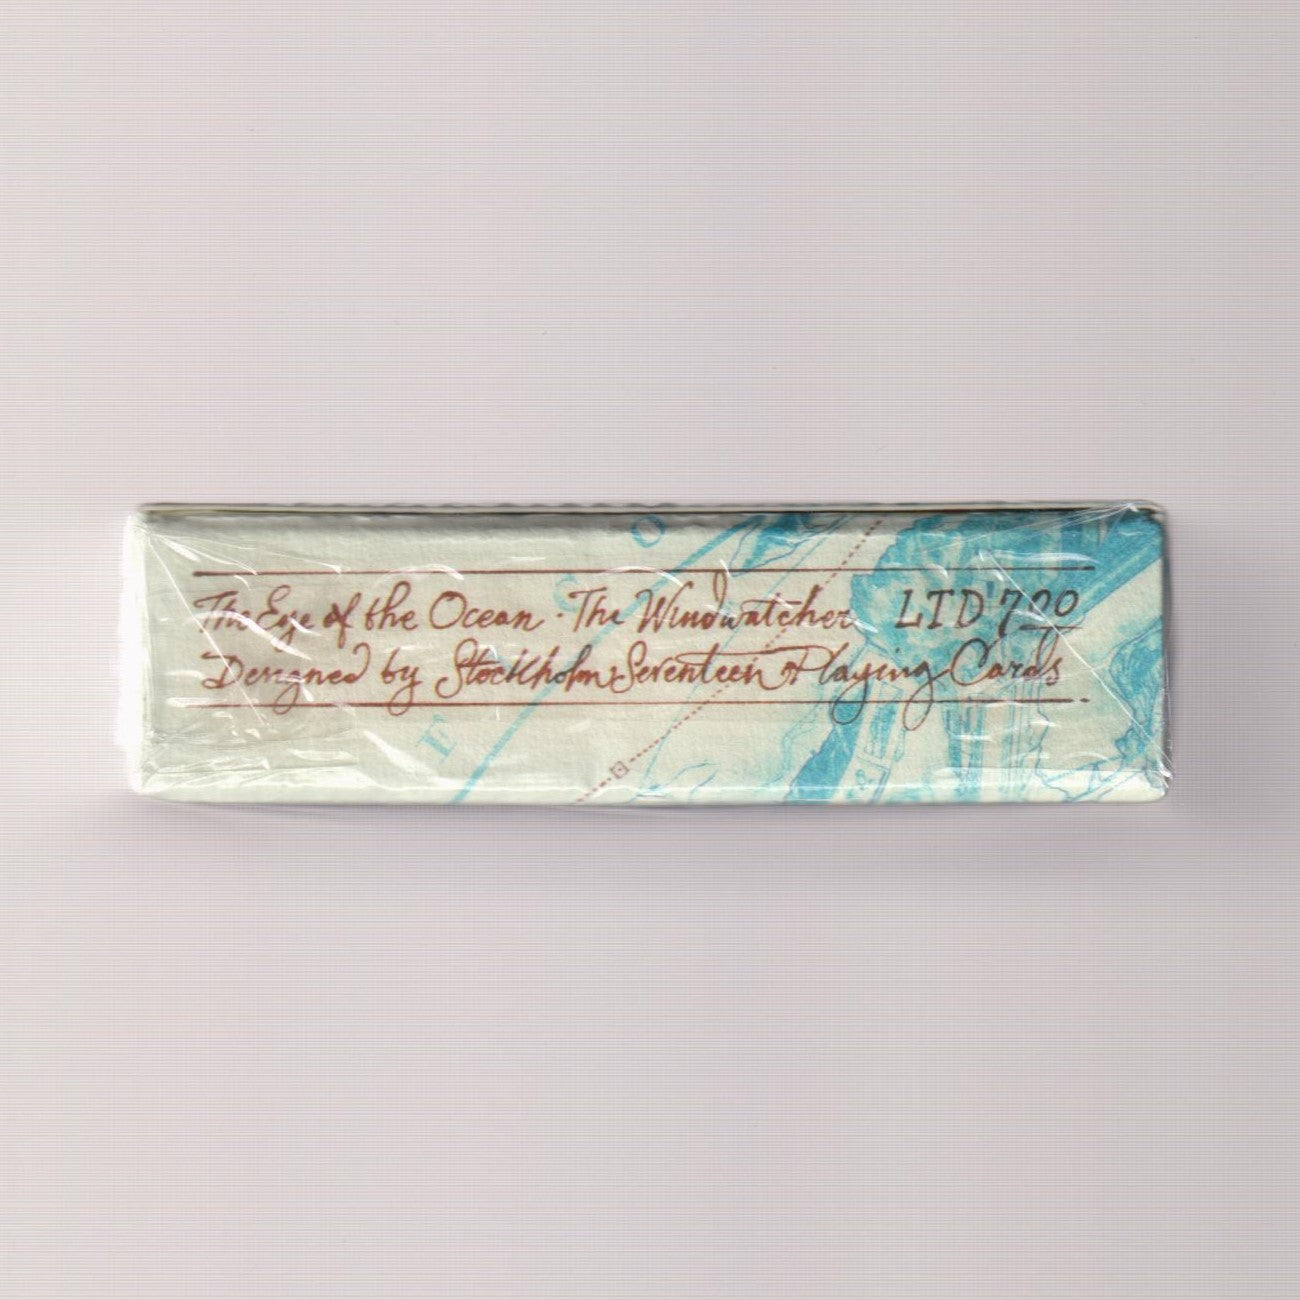 The Eye of the Ocean · The Windwatcher LTD 720
Designed by Stockholm Seventeen Playing Cards